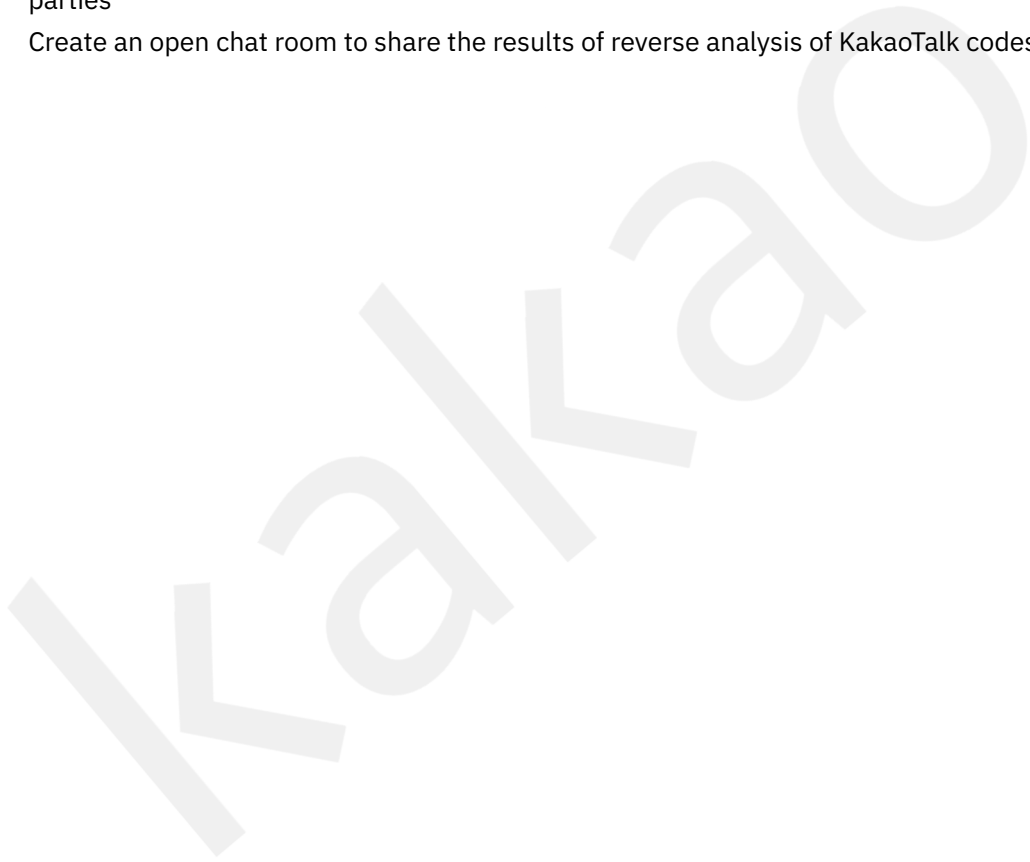 parties
Create an open chat room to share the results of reverse analysis of KakaoTalk codes
kakao